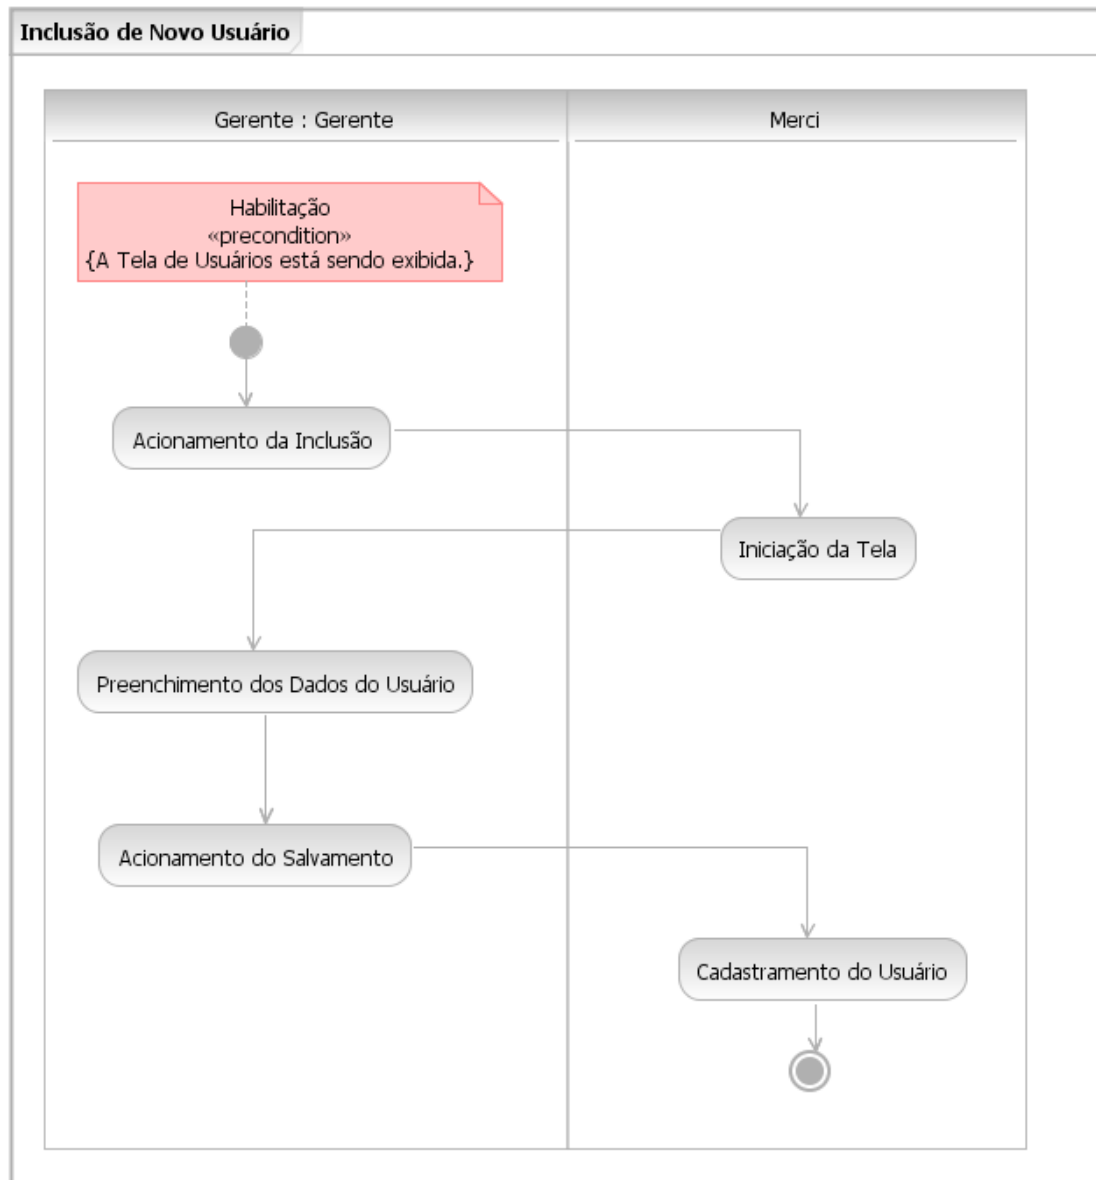 Inclusão de Novo Usuário
Gerente : Gerente
Merci
Habilitação
«precondition»
{A Tela de Usuários está sendo exibida.}
Acionamento da Inclusão
Iniciação da Tela
Preenchimento dos Dados do Usuário
Acionamento do Salvamento
Cadastramento do Usuário